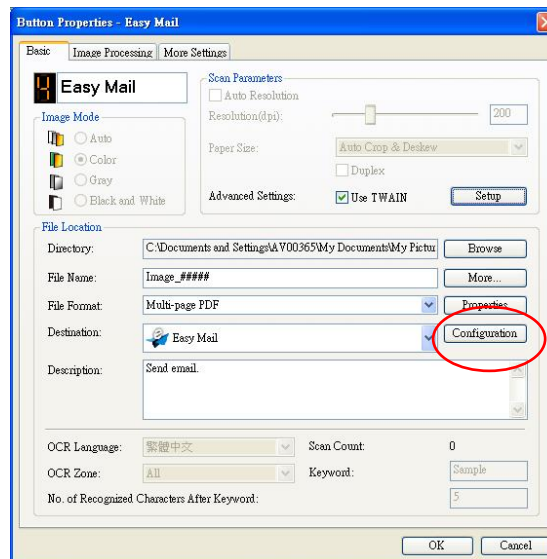 Button Properties - Easy Mail
Basic Image Processing More Settings
4 Easy Mail
Image Mode
Auto
Color
Gray
Black and White
Scan Parameters
Auto Resolution
Resolution(dpi): 200
Paper Size: Auto Crop & Deskew
Duplex
Advanced Settings: Use TWAIN Setup
File Location
Directory: C:\Documents and Settings\AV00365\My Documents\My Pictur Browse
File Name: Image_##### More...
File Format: Multi-page PDF Properties
Destination: Easy Mail Configuration
Description: Send email.
OCR Language: 繁體中文 Scan Count: 0
OCR Zone: All Keyword: Sample
No. of Recognized Characters After Keyword: 5
OK Cancel